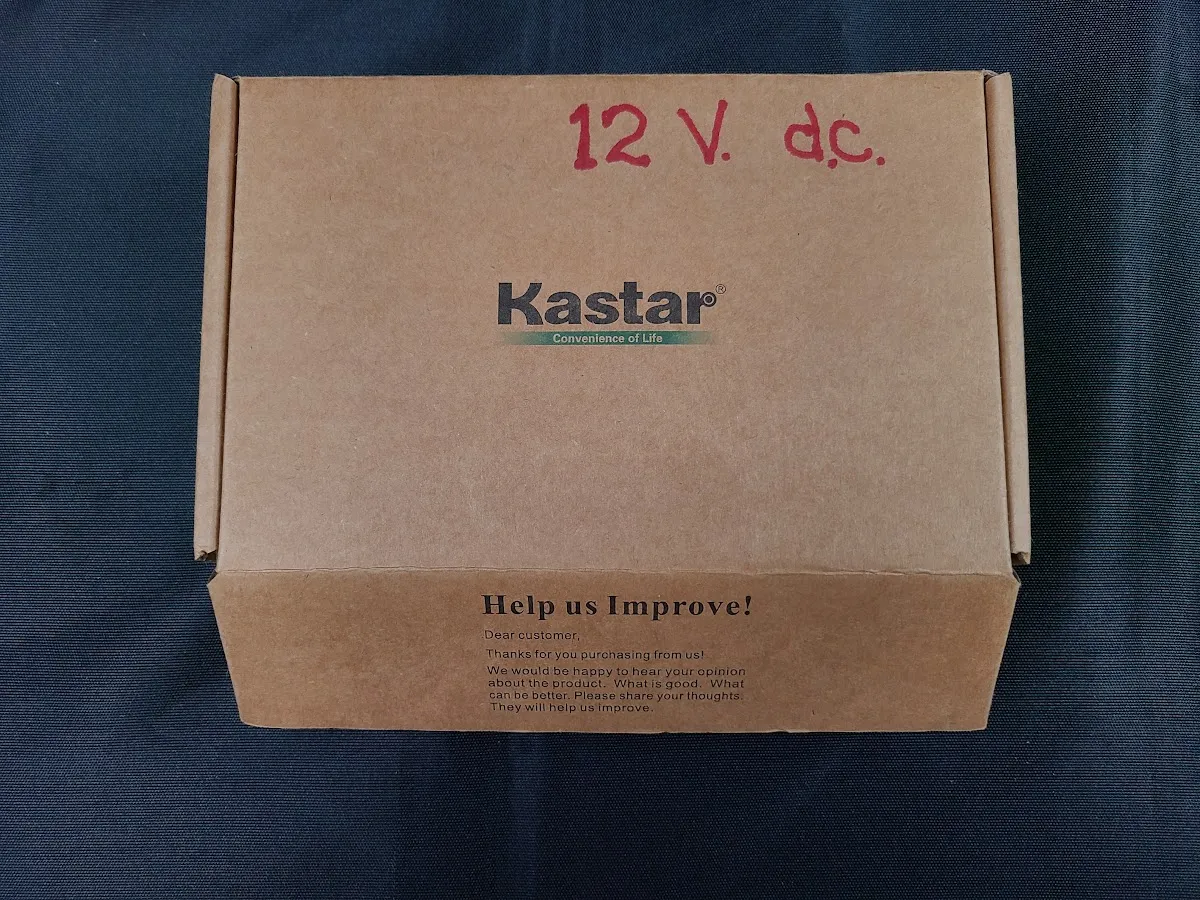 12 V. d.c.
Kastar®
Convenience of Life
Help us Improve!
Dear customer,
Thanks for you purchasing from us!
We would be happy to hear your opinion
about the product. What is good. What
can be better. Please share your thoughts.
They will help us improve.